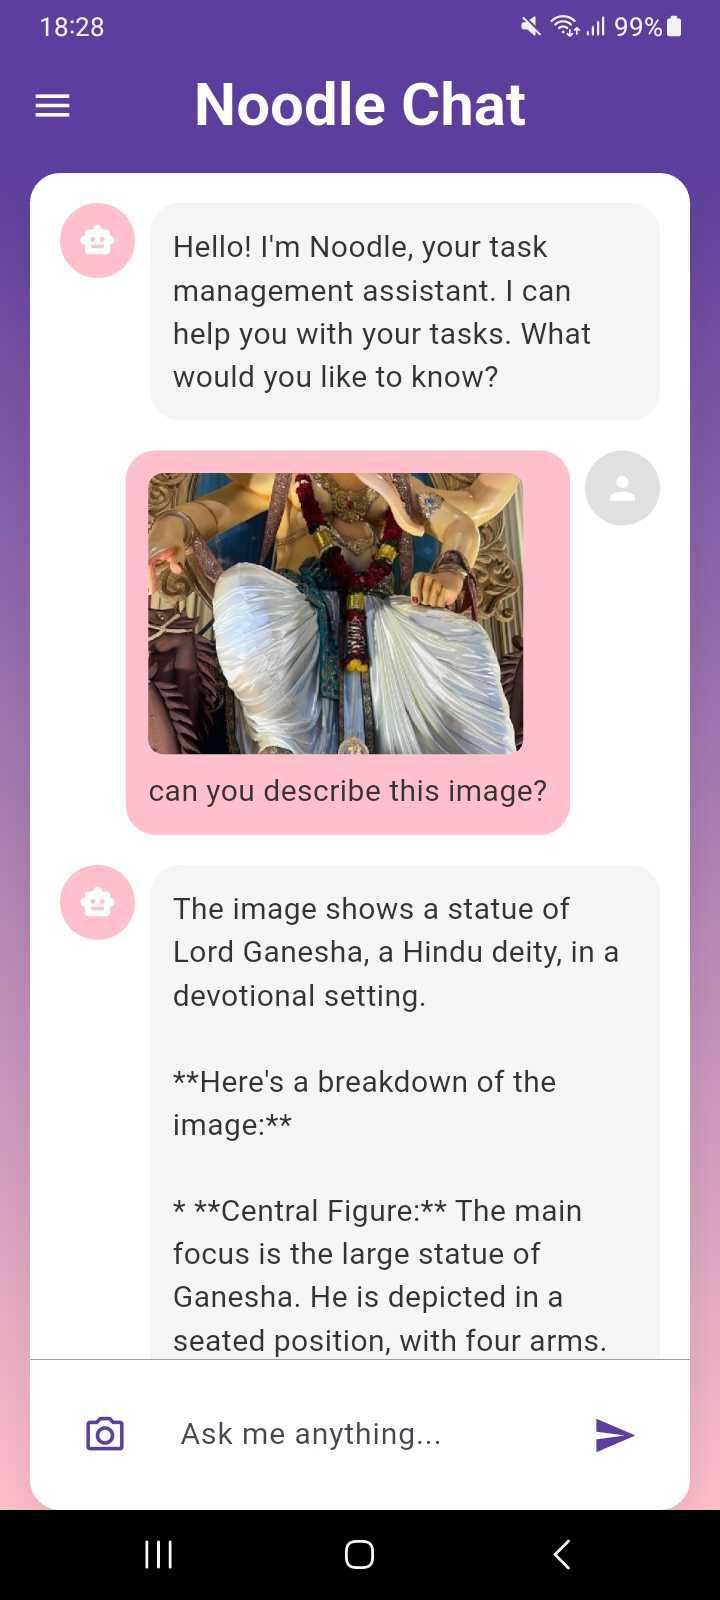 18:28
99%
Noodle Chat
Hello! I'm Noodle, your task
management assistant. I can
help you with your tasks. What
would you like to know?
can you describe this image?
The image shows a statue of
Lord Ganesha, a Hindu deity, in a
devotional setting.
**Here's a breakdown of the
image:**
* **Central Figure:** The main
focus is the large statue of
Ganesha. He is depicted in a
seated position, with four arms.
Ask me anything...